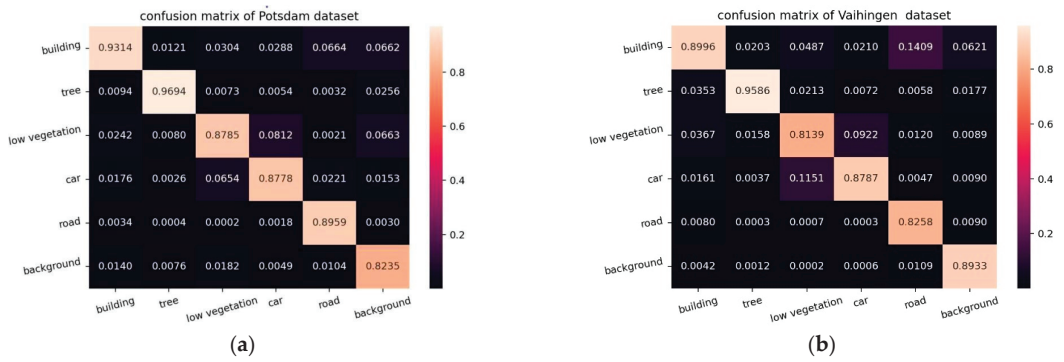 confusion matrix of Potsdam dataset
building 0.9314 0.0121 0.0304 0.0288 0.0664 0.0662
tree 0.0094 0.9694 0.0073 0.0054 0.0032 0.0256
low vegetation 0.0242 0.0080 0.8785 0.0812 0.0021 0.0663
car 0.0176 0.0026 0.0654 0.8778 0.0221 0.0153
road 0.0034 0.0004 0.0002 0.0018 0.8959 0.0030
background 0.0140 0.0076 0.0182 0.0049 0.0104 0.8235
building tree low vegetation car road background
0.8
0.6
0.4
0.2
(a)
confusion matrix of Vaihingen dataset
building 0.8996 0.0203 0.0487 0.0210 0.1409 0.0621
tree 0.0353 0.9586 0.0213 0.0072 0.0058 0.0177
low vegetation 0.0367 0.0158 0.8139 0.0922 0.0120 0.0089
car 0.0161 0.0037 0.1151 0.8787 0.0047 0.0090
road 0.0080 0.0003 0.0007 0.0003 0.8258 0.0090
background 0.0042 0.0012 0.0002 0.0006 0.0109 0.8933
building tree low vegetation car road background
0.8
0.6
0.4
0.2
(b)